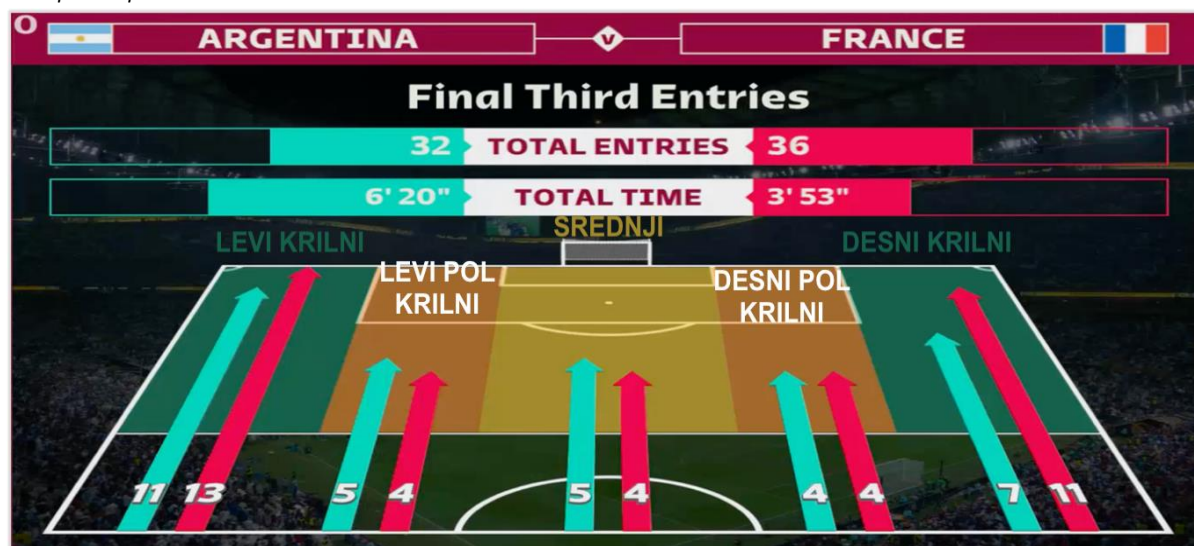 O
ARGENTINA V FRANCE
Final Third Entries
32 TOTAL ENTRIES 36
6' 20" TOTAL TIME 3' 53"
LEVI KRILNI SREDNJI DESNI KRILNI
LEVI POL
KRILNI
DESNI POL
KRILNI
11 13 5 4 5 4 4 4 7 11